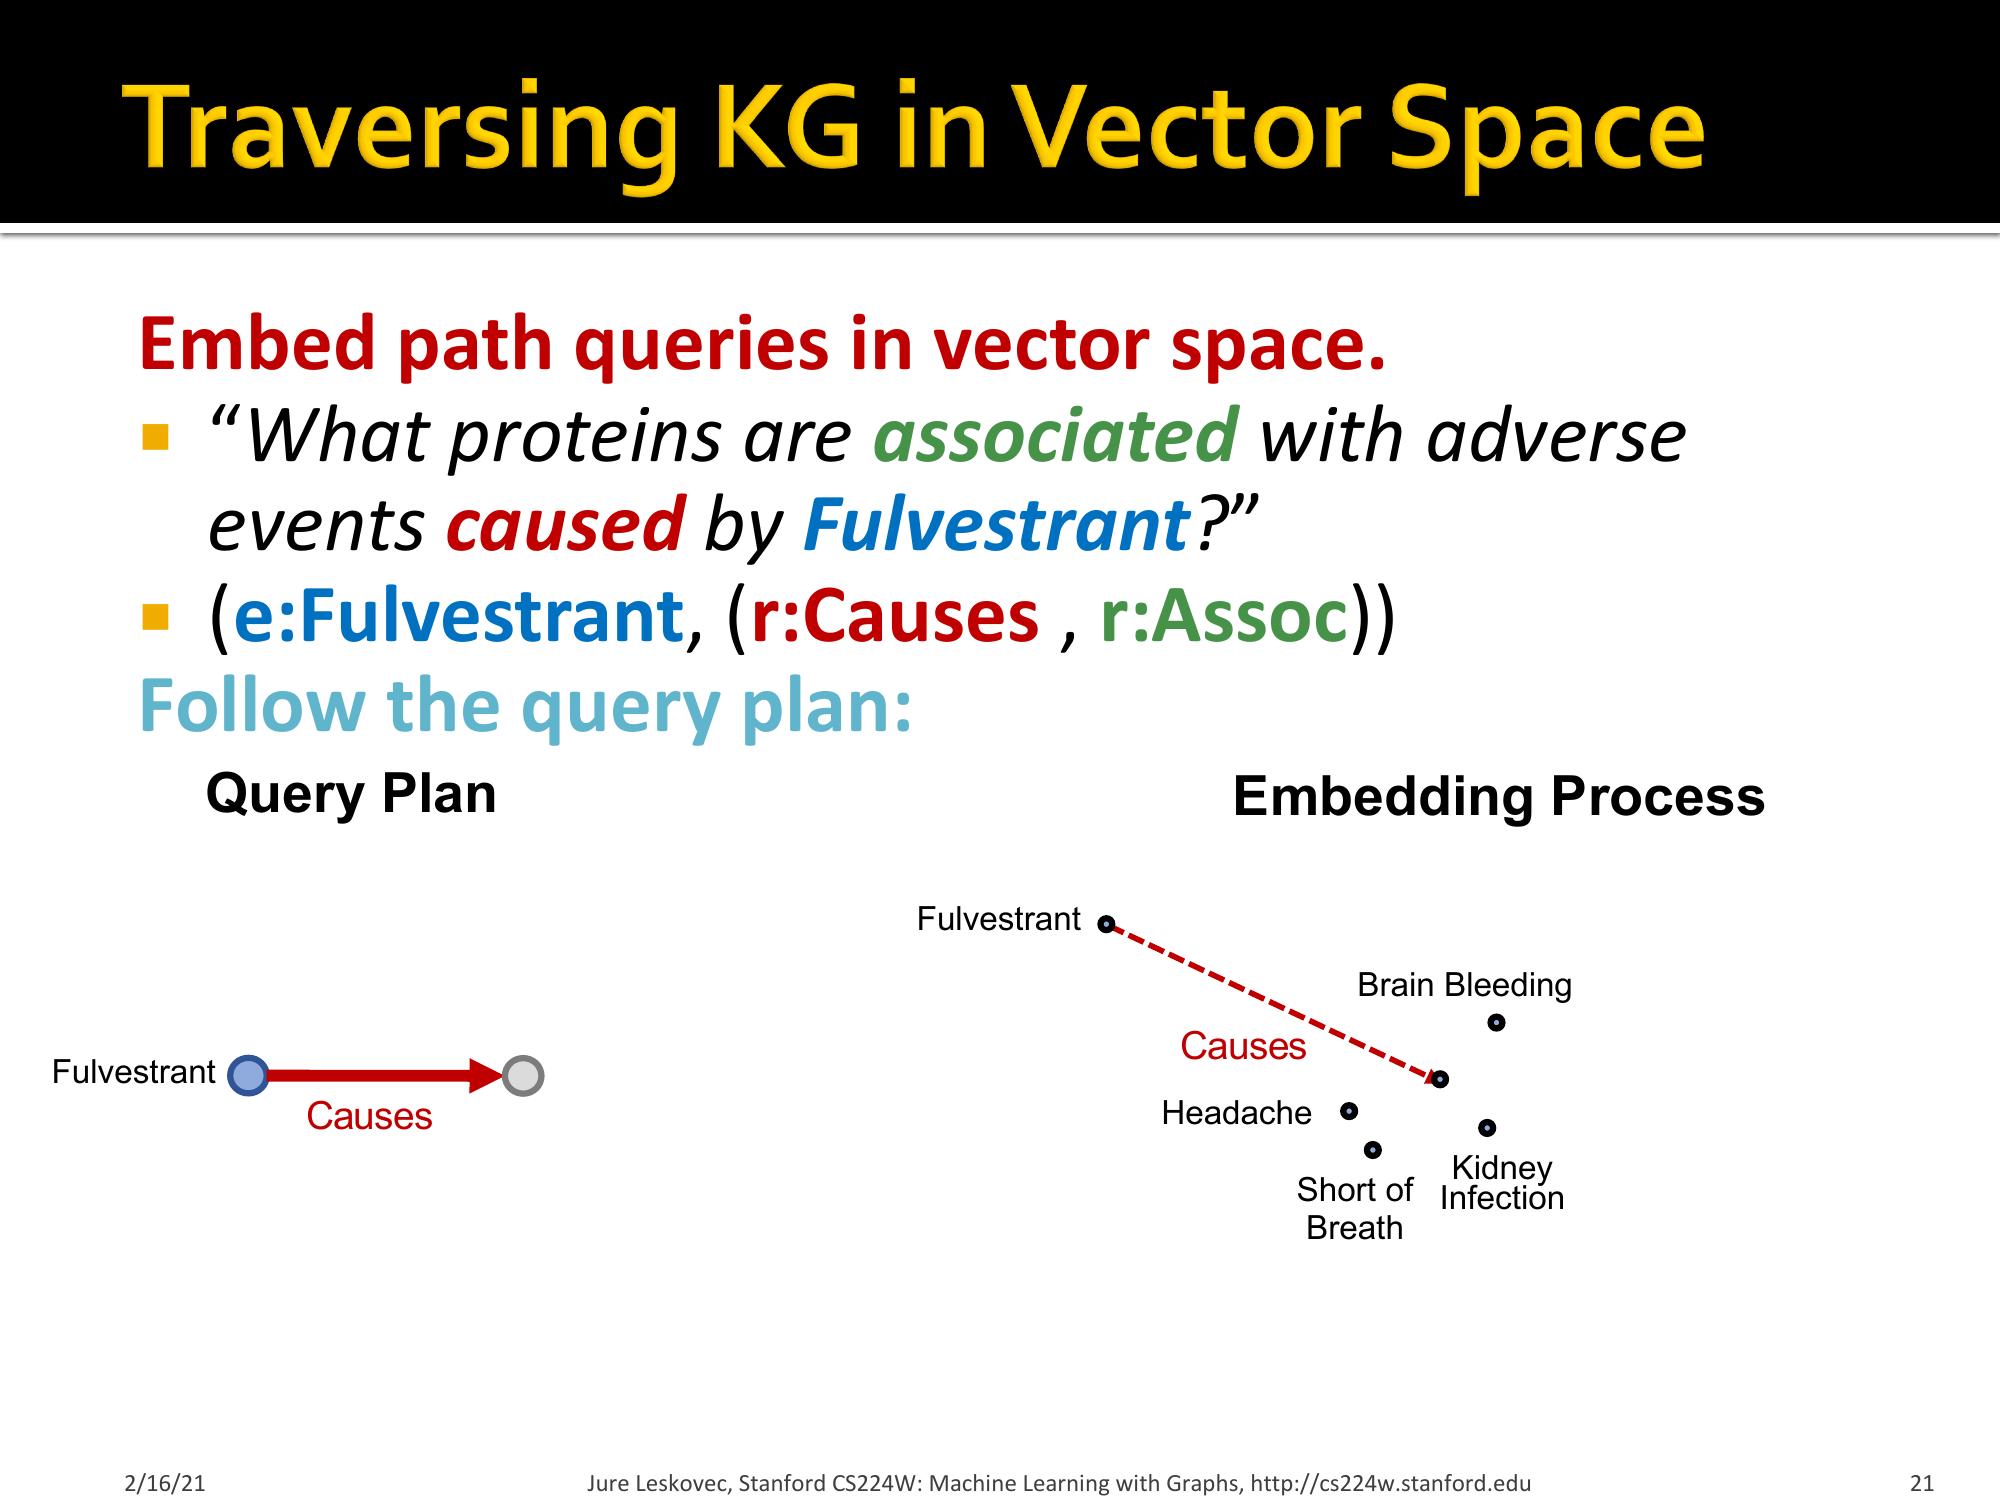 Traversing KG in Vector Space
Embed path queries in vector space.
“What proteins are associated with adverse
events caused by Fulvestrant?”
(e:Fulvestrant, (r:Causes , r:Assoc))
Follow the query plan:
Query Plan
Fulvestrant
Causes
Embedding Process
Fulvestrant
Brain Bleeding
Causes
Headache
Short of
Breath
Kidney
Infection
2/16/21
Jure Leskovec, Stanford CS224W: Machine Learning with Graphs, http://cs224w.stanford.edu
21